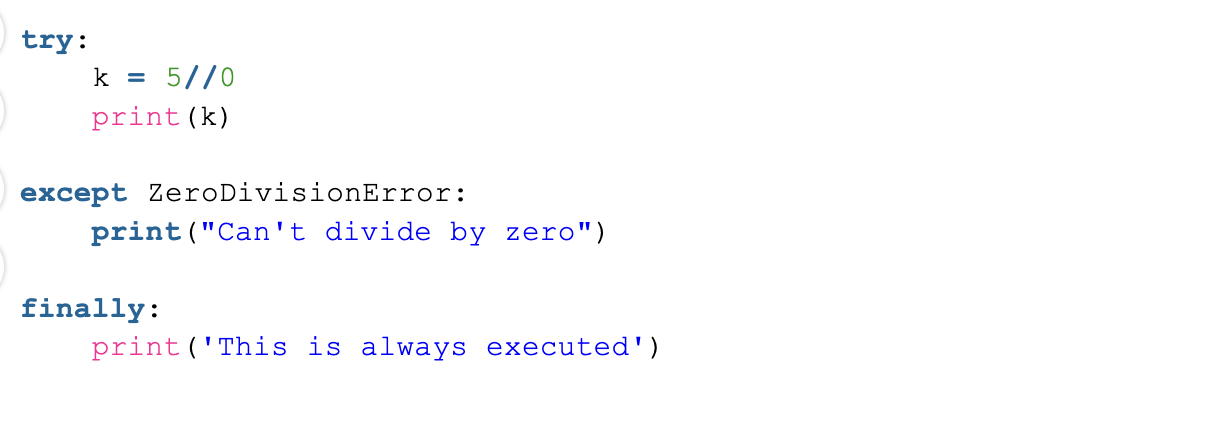 try:
    k = 5//0
    print(k)
except ZeroDivisionError:
    print("Can't divide by zero")
finally:
    print('This is always executed')